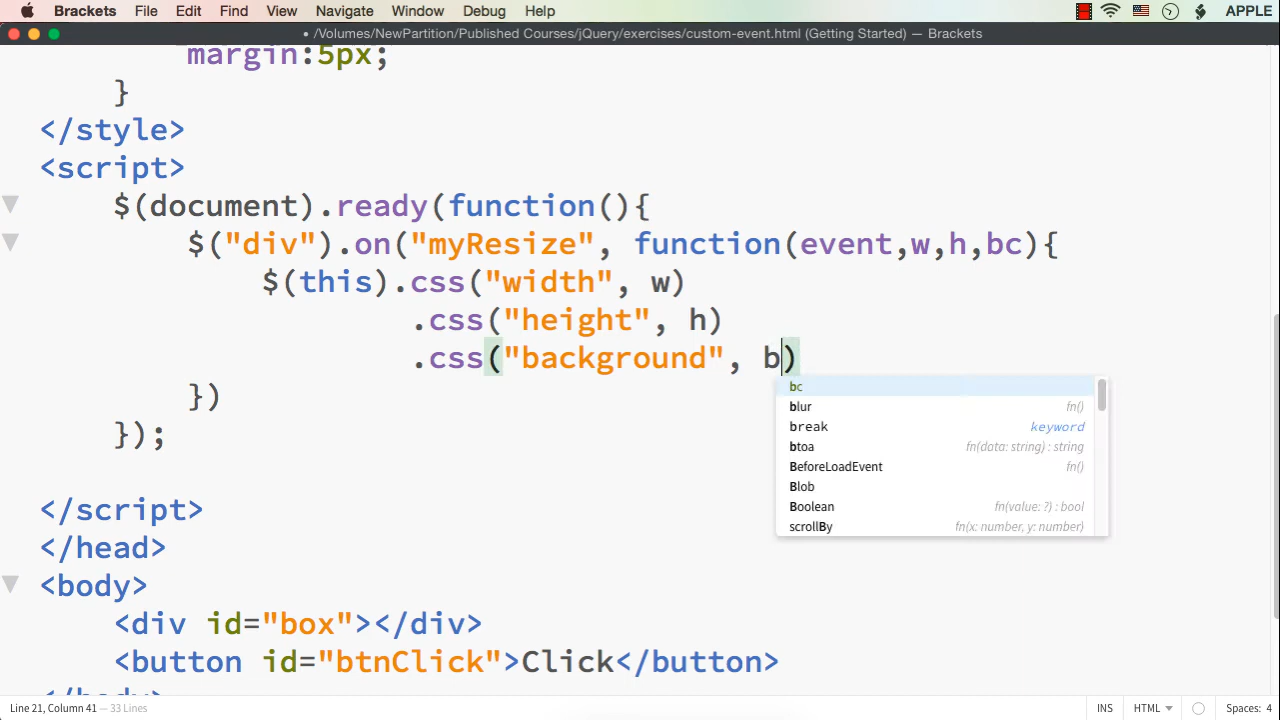 Brackets File Edit Find View Navigate Window Debug Help APPLE
• /Volumes/NewPartition/Published Courses/jQuery/exercises/custom-event.html (Getting Started) — Brackets
margin:5px;
}
</style>
<script>
$(document).ready(function(){
$("div").on("myResize", function(event,w,h,bc){
$(this).css("width", w)
.css("height", h)
.css("background", b)
bc
blur fn()
break keyword
btoa fn(data: string) : string
BeforeLoadEvent fn()
Blob
Boolean fn(value: ?) : bool
scrollBy fn(x: number, y: number)
})
});
</script>
</head>
<body>
<div id="box"></div>
<button id="btnClick">Click</button>
</body>
Line 21, Column 41 — 33 Lines INS HTML Spaces: 4